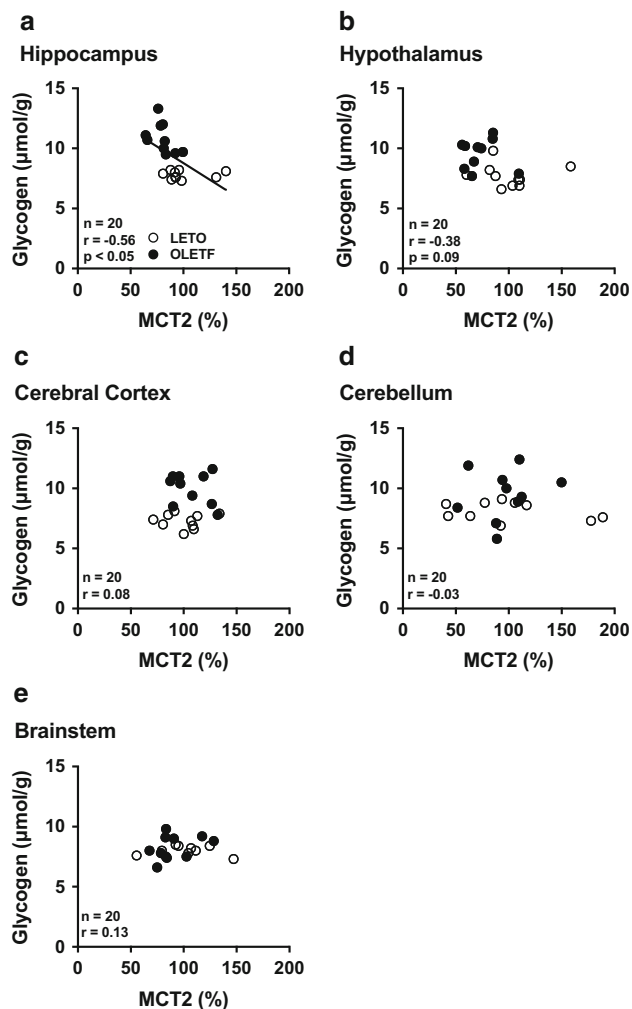 a
Hippocampus
Glycogen (μmol/g)
15
10
5
0
n = 20
r = -0.56
p < 0.05
LETO
OLETF
0 50 100 150 200
MCT2 (%)
b
Hypothalamus
Glycogen (μmol/g)
15
10
5
0
n = 20
r = -0.38
p = 0.09
0 50 100 150 200
MCT2 (%)
c
Cerebral Cortex
Glycogen (μmol/g)
15
10
5
0
n = 20
r = 0.08
0 50 100 150 200
MCT2 (%)
d
Cerebellum
Glycogen (μmol/g)
15
10
5
0
n = 20
r = -0.03
0 50 100 150 200
MCT2 (%)
e
Brainstem
Glycogen (μmol/g)
15
10
5
0
n = 20
r = 0.13
0 50 100 150 200
MCT2 (%)